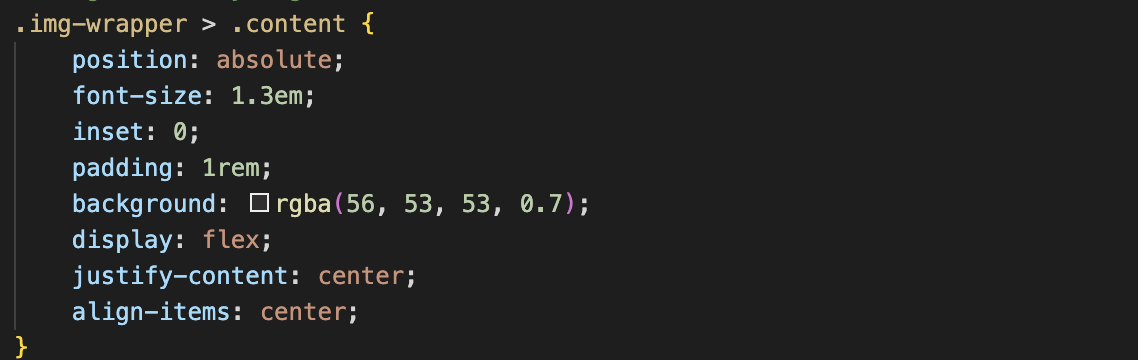 .img-wrapper > .content {
    position: absolute;
    font-size: 1.3em;
    inset: 0;
    padding: 1rem;
    background: rgba(56, 53, 53, 0.7);
    display: flex;
    justify-content: center;
    align-items: center;
}